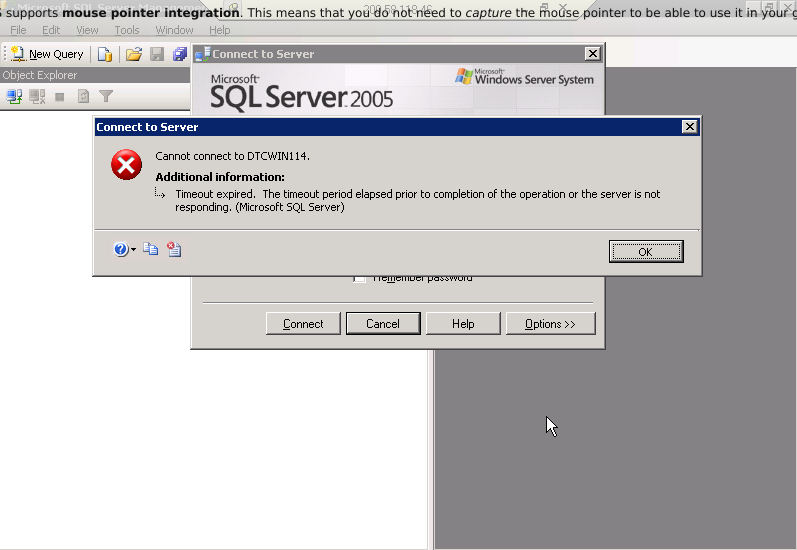 s supports mouse pointer integration. This means that you do not need to capture the mouse pointer to be able to use it in your g
File Edit View Tools Window Help
New Query
Connect to Server
Object Explorer
Microsoft
SQL Server 2005
Microsoft
Windows Server System
Connect to Server
Cannot connect to DTCWIN114.
Additional information:
Timeout expired. The timeout period elapsed prior to completion of the operation or the server is not
responding. (Microsoft SQL Server)
OK
Remember password
Connect Cancel Help Options >>